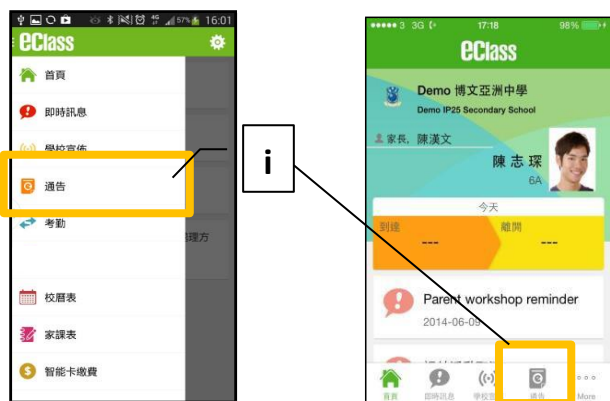 4G 57% 16:01
eClass
首頁
即時訊息
學校宣佈
通告
考勤
理方
校曆表
家課表
智能卡繳費
i
3 3G 17:18 98%
eClass
Demo 博文亞洲中學
Demo IP25 Secondary School
家長, 陳漢文
陳 志 琛
6A
今天
到達 離開
--- ---
Parent workshop reminder
2014-06-09
首頁 即時訊息 學校宣 通告 More